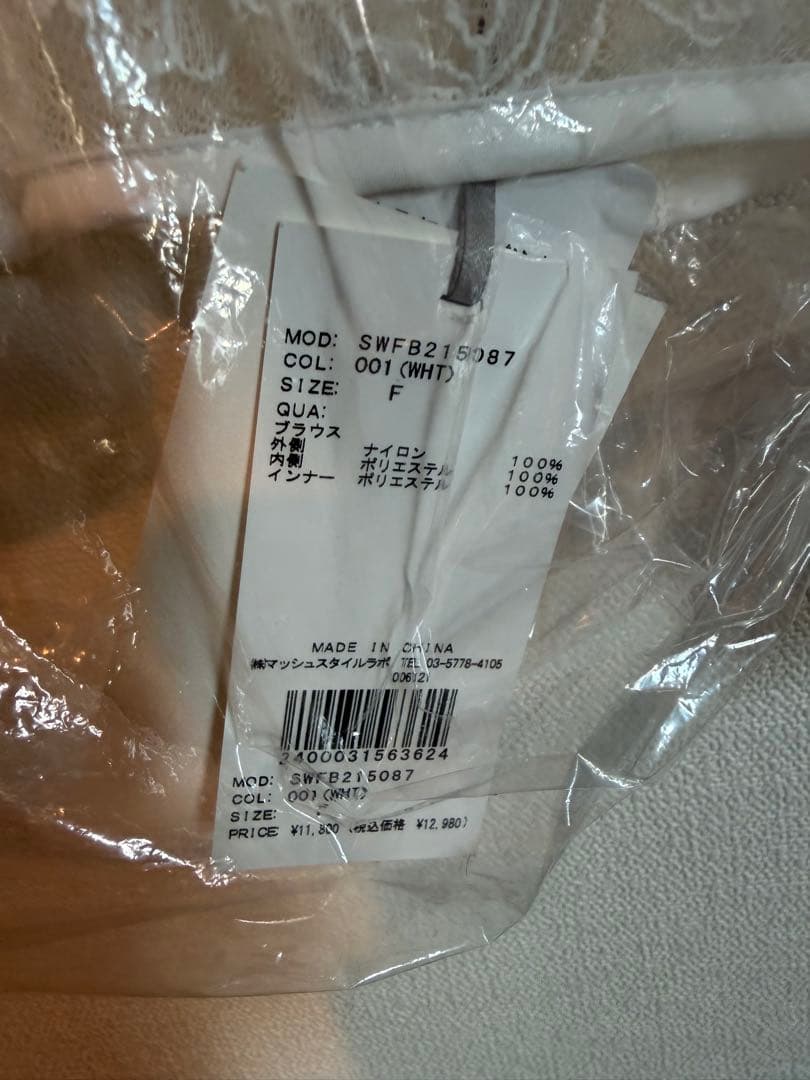 MOD: SWFB215087
COL: 001(WHT)
SIZE: F
QUA:
ブラウス
外側 ナイロン 100%
内側 ポリエステル 100%
インナー ポリエステル 100%
MADE IN CHINA
㈱マッシュスタイルラボ TEL 03-5778-4105
006121
2400031563624
MOD: SWFB215087
COL: 001(WHT)
SIZE:
PRICE ¥11,800 (税込価格 ¥12,980)